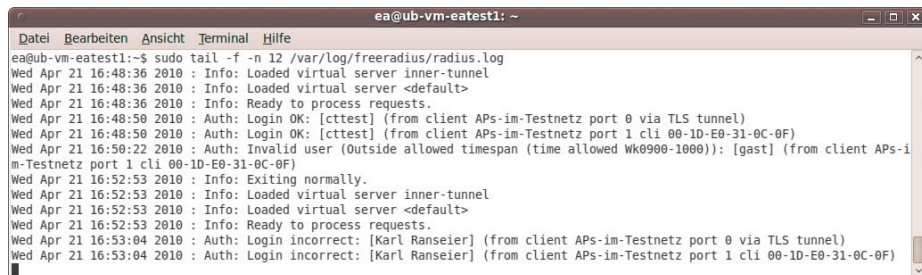 ea@ub-vm-eatest1: ~
Datei Bearbeiten Ansicht Terminal Hilfe
ea@ub-vm-eatest1:~$ sudo tail -f -n 12 /var/log/freeradius/radius.log
Wed Apr 21 16:48:36 2010 : Info: Loaded virtual server inner-tunnel
Wed Apr 21 16:48:36 2010 : Info: Loaded virtual server <default>
Wed Apr 21 16:48:36 2010 : Info: Ready to process requests.
Wed Apr 21 16:48:50 2010 : Auth: Login OK: [cttest] (from client APs-im-Testnetz port 0 via TLS tunnel)
Wed Apr 21 16:48:50 2010 : Auth: Login OK: [cttest] (from client APs-im-Testnetz port 1 cli 00-1D-E0-31-0C-0F)
Wed Apr 21 16:50:22 2010 : Auth: Invalid user (Outside allowed timespan (time allowed Wk0900-1000)): [gast] (from client APs-i
m-Testnetz port 1 cli 00-1D-E0-31-0C-0F)
Wed Apr 21 16:52:53 2010 : Info: Exiting normally.
Wed Apr 21 16:52:53 2010 : Info: Loaded virtual server inner-tunnel
Wed Apr 21 16:52:53 2010 : Info: Loaded virtual server <default>
Wed Apr 21 16:52:53 2010 : Info: Ready to process requests.
Wed Apr 21 16:53:04 2010 : Auth: Login incorrect: [Karl Ranseier] (from client APs-im-Testnetz port 0 via TLS tunnel)
Wed Apr 21 16:53:04 2010 : Auth: Login incorrect: [Karl Ranseier] (from client APs-im-Testnetz port 1 cli 00-1D-E0-31-0C-0F)